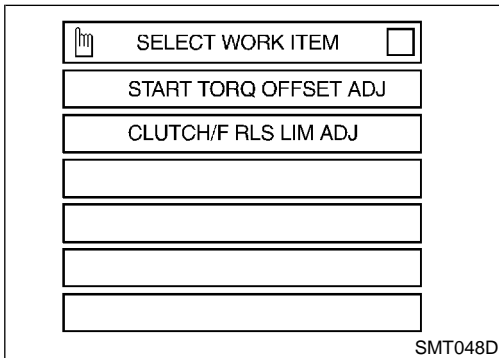 SELECT WORK ITEM
START TORQ OFFSET ADJ
CLUTCH/F RLS LIM ADJ
SMT048D